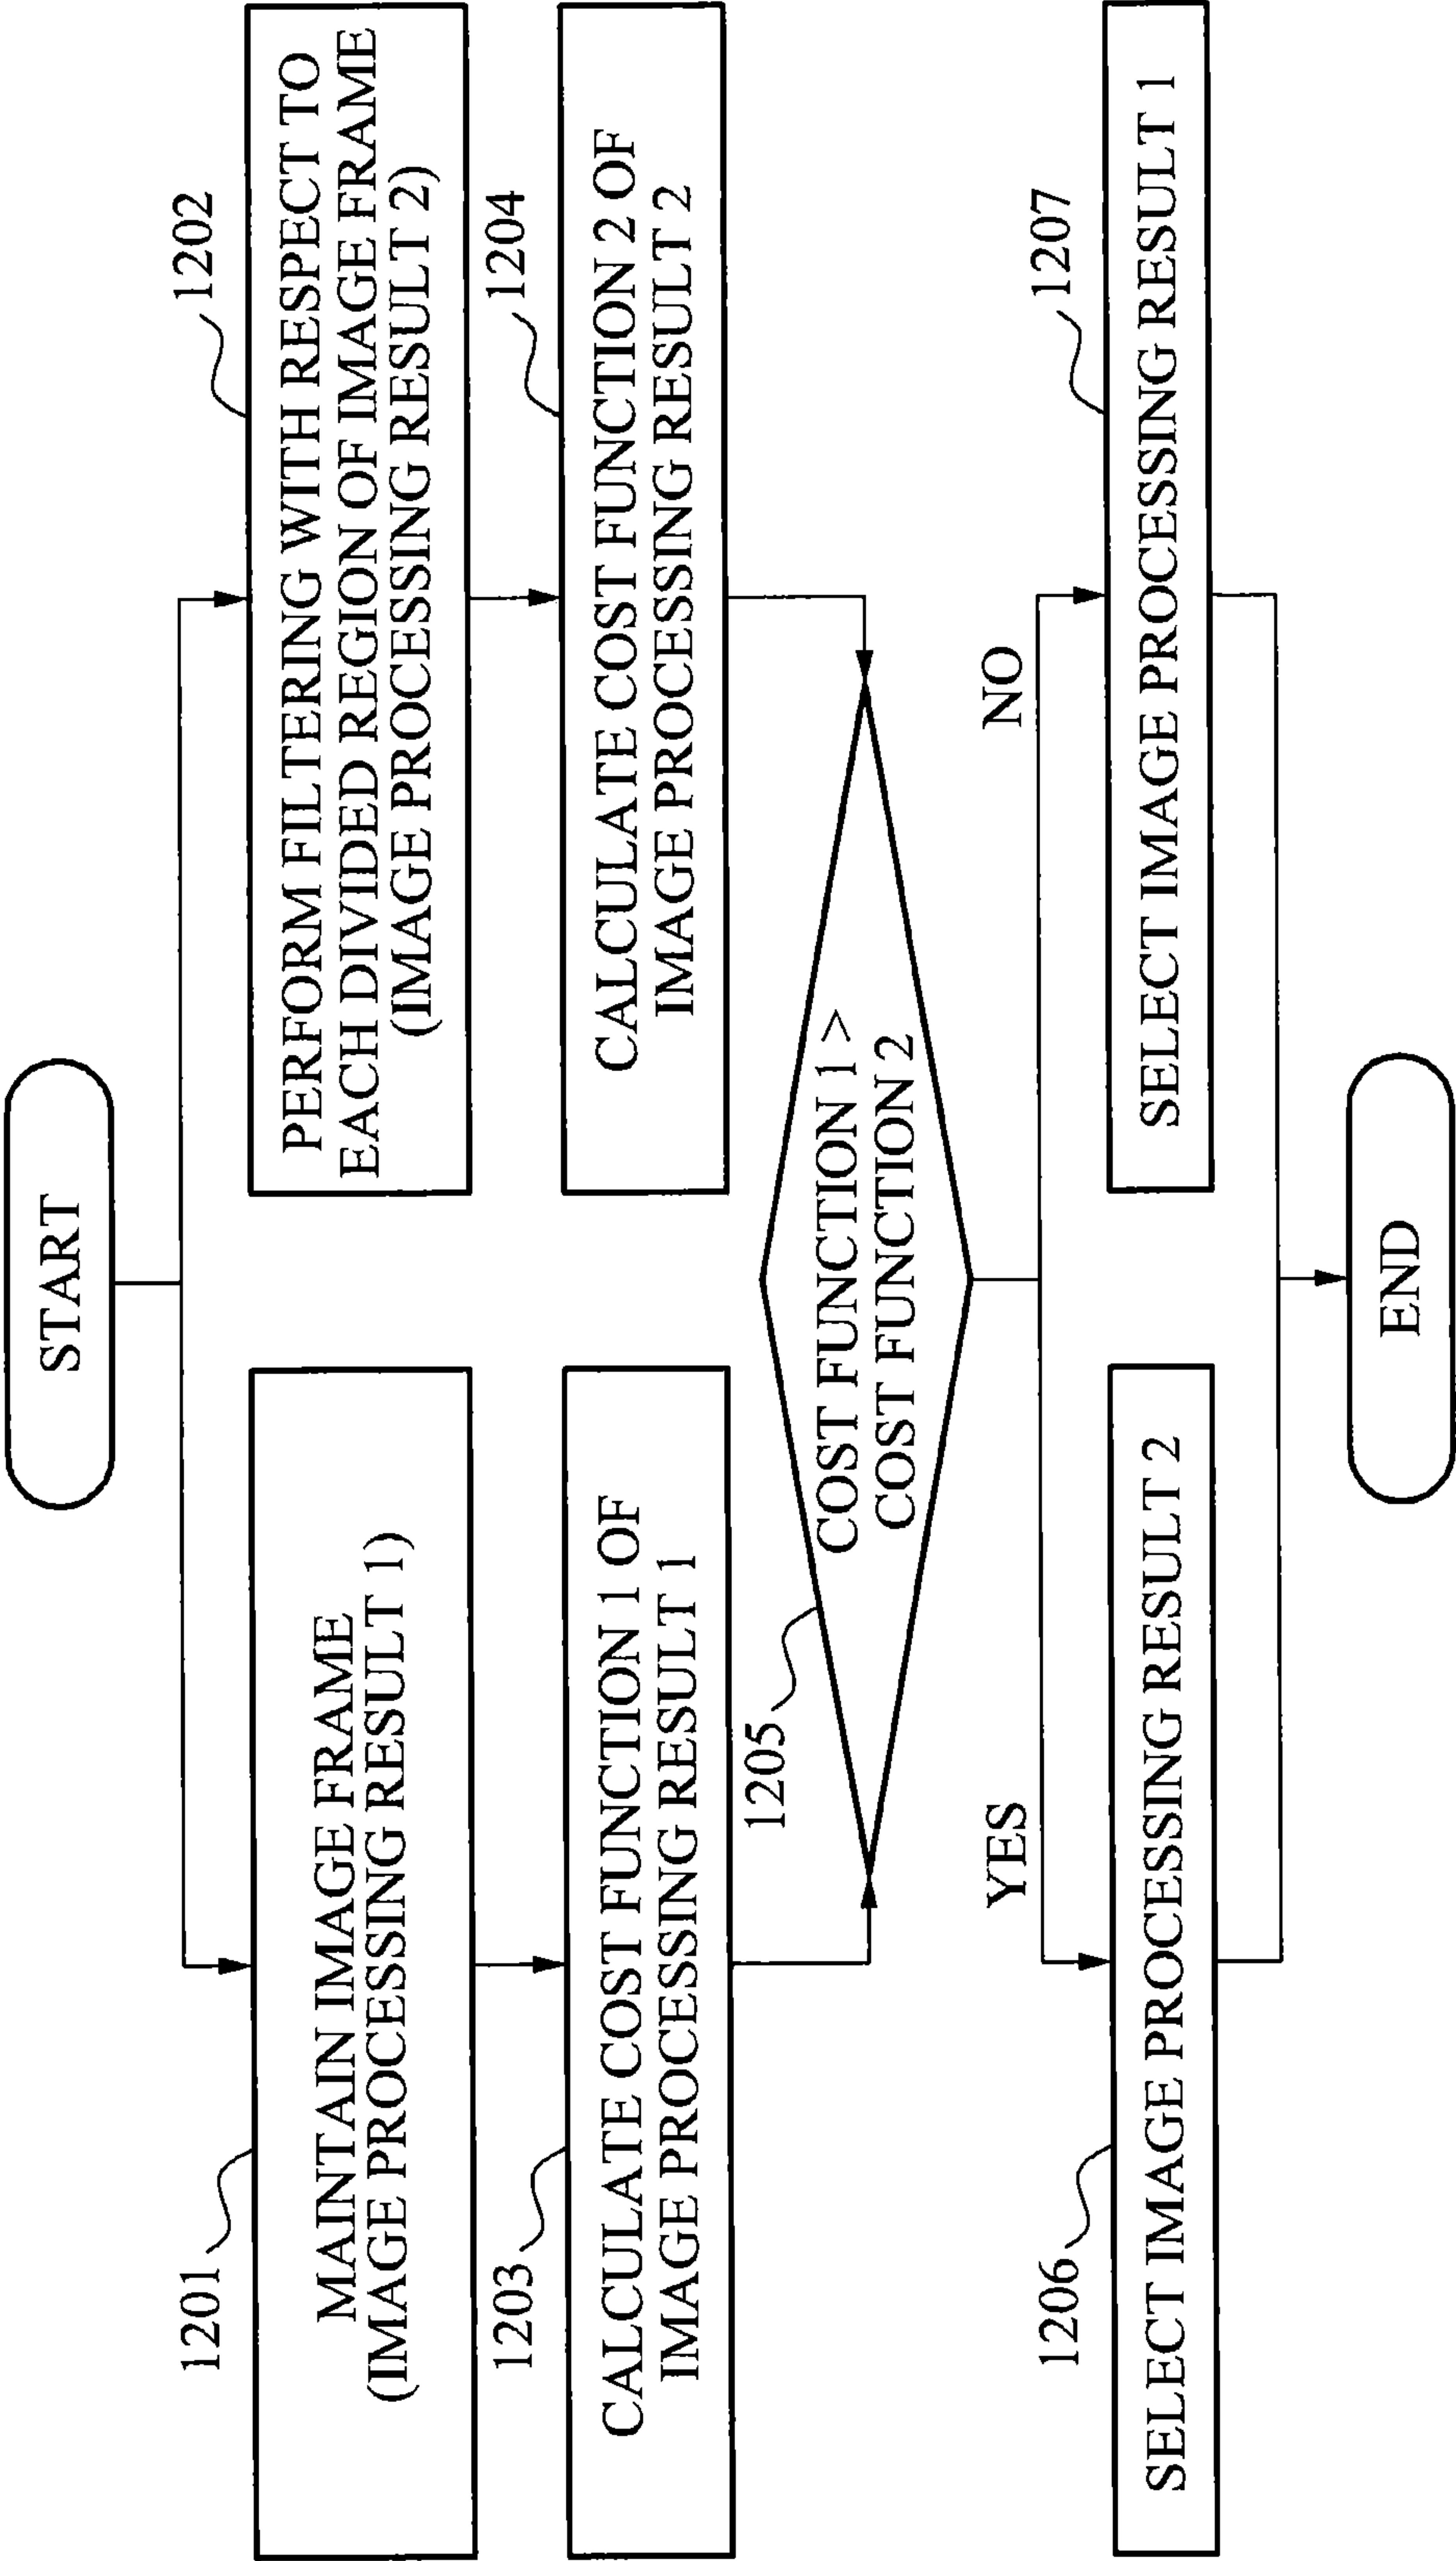 START
1201
MAINTAIN IMAGE FRAME
(IMAGE PROCESSING RESULT 1)
1202
PERFORM FILTERING WITH RESPECT TO
EACH DIVIDED REGION OF IMAGE FRAME
(IMAGE PROCESSING RESULT 2)
1203
CALCULATE COST FUNCTION 1 OF
IMAGE PROCESSING RESULT 1
1204
CALCULATE COST FUNCTION 2 OF
IMAGE PROCESSING RESULT 2
1205
COST FUNCTION 1 >
COST FUNCTION 2
YES
NO
1206
SELECT IMAGE PROCESSING RESULT 2
1207
SELECT IMAGE PROCESSING RESULT 1
END